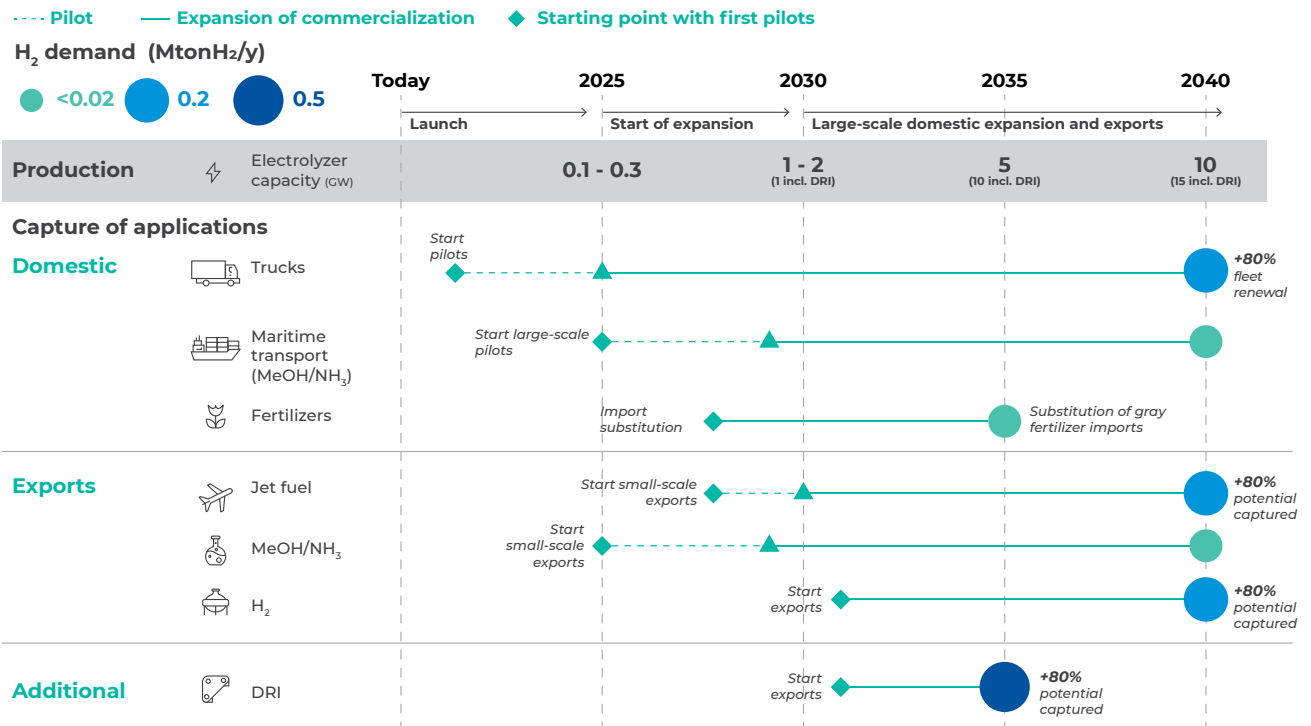 Pilot
Expansion of commercialization
Starting point with first pilots
H₂ demand (MtonH₂/y)
<0.02
0.2
0.5
Today
2025
2030
2035
2040
Launch
Start of expansion
Large-scale domestic expansion and exports
Production
Electrolyzer
capacity (GW)
0.1 - 0.3
1 - 2
(1 incl. DRI)
5
(10 incl. DRI)
10
(15 incl. DRI)
Capture of applications
Domestic
Trucks
Start
pilots
+80%
fleet
renewal
Maritime
transport
(MeOH/NH₃)
Start large-scale
pilots
Fertilizers
Import
substitution
Substitution of gray
fertilizer imports
Exports
Jet fuel
Start small-scale
exports
+80%
potential
captured
MeOH/NH₃
Start
small-scale
exports
H₂
Start
exports
+80%
potential
captured
Additional
DRI
Start
exports
+80%
potential
captured